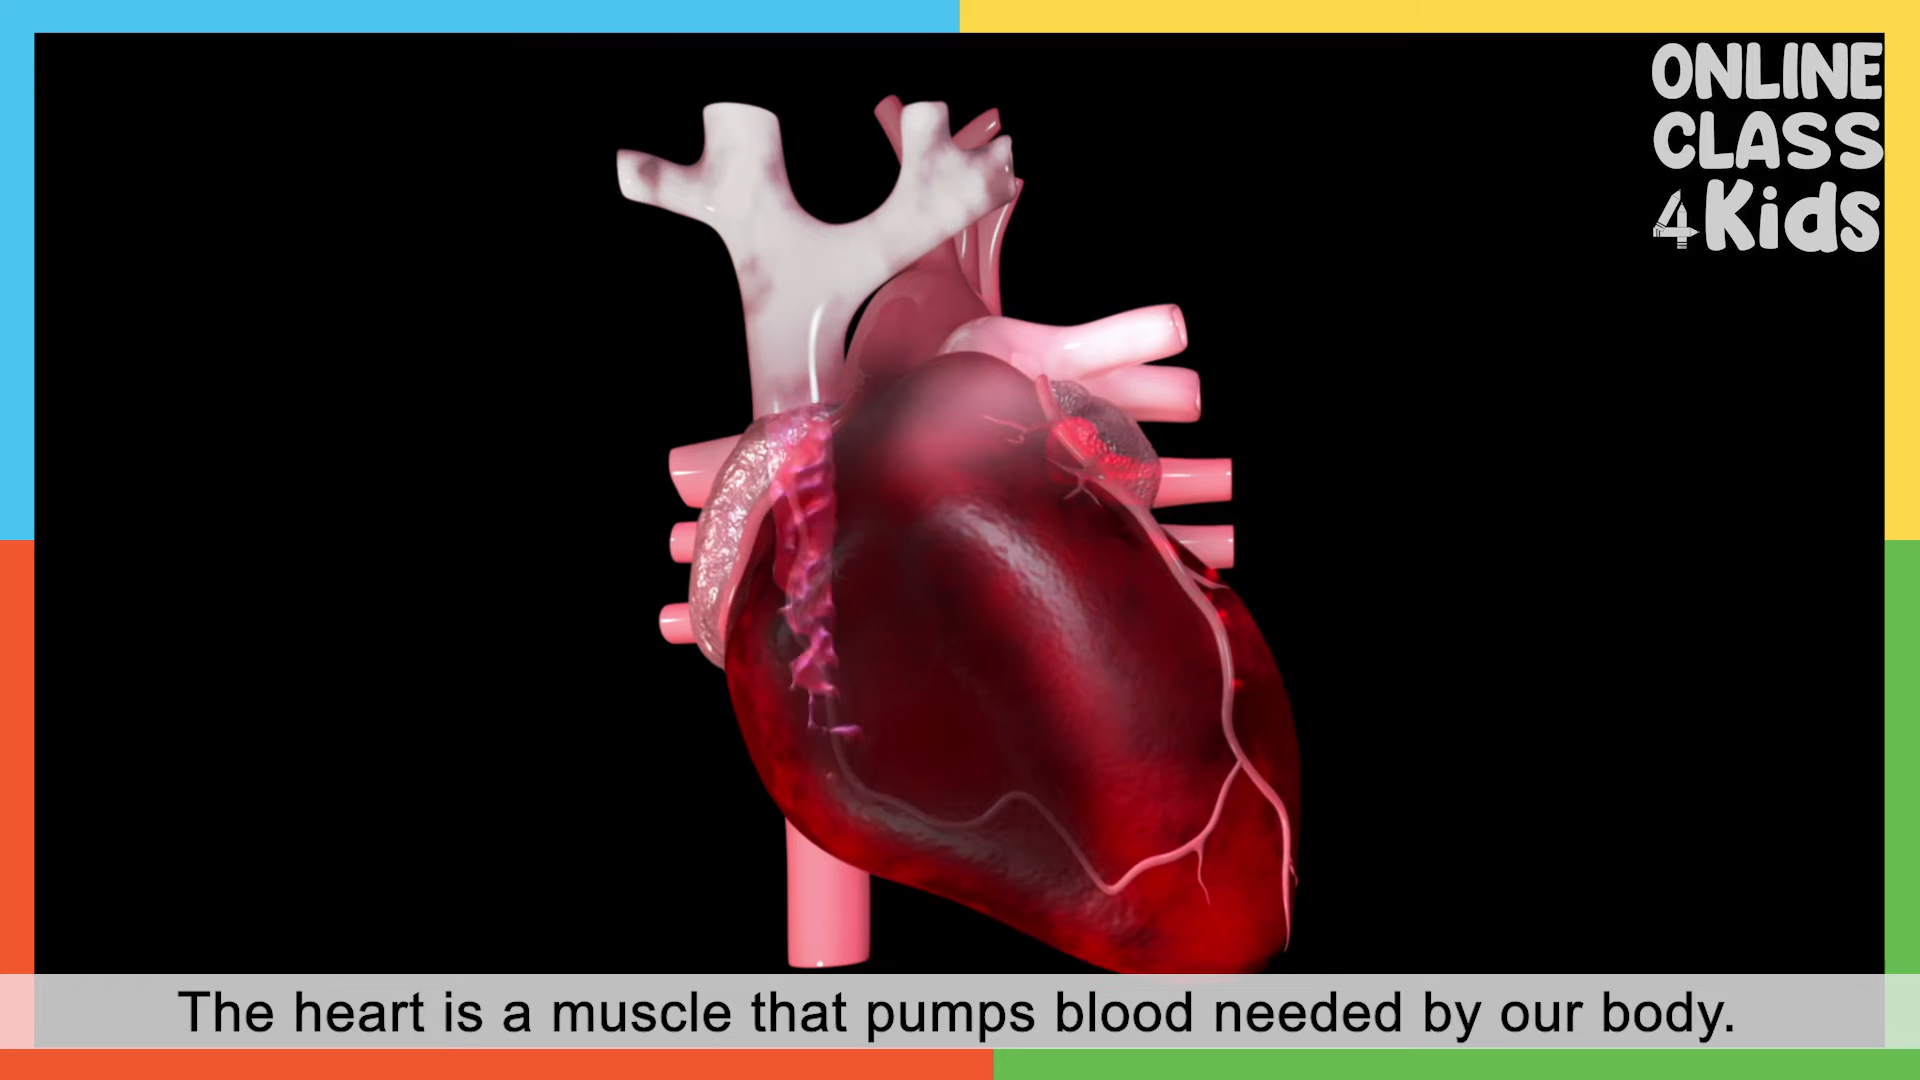 ONLINE
CLASS
4Kids
The heart is a muscle that pumps blood needed by our body.